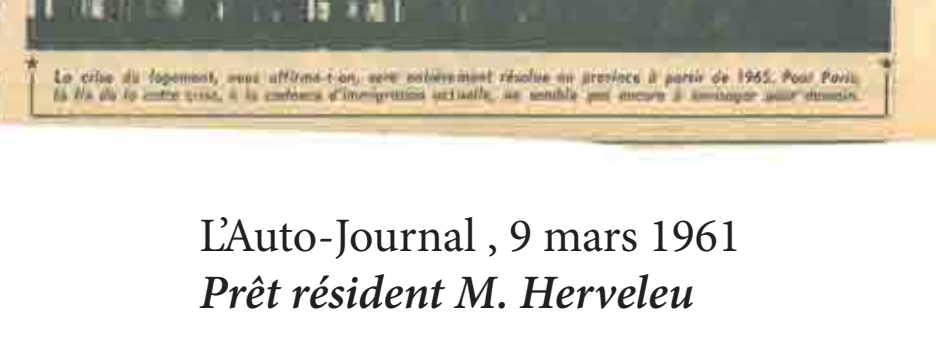 La crise du logement, vous affirme-t-on, sera entièrement résolue en province à partir de 1965. Pour Paris,
la fin de la crise, à la cadence d'immigration actuelle, ne semble pas encore à envisager pour demain.
L'Auto-Journal , 9 mars 1961
Prêt résident M. Herveleu